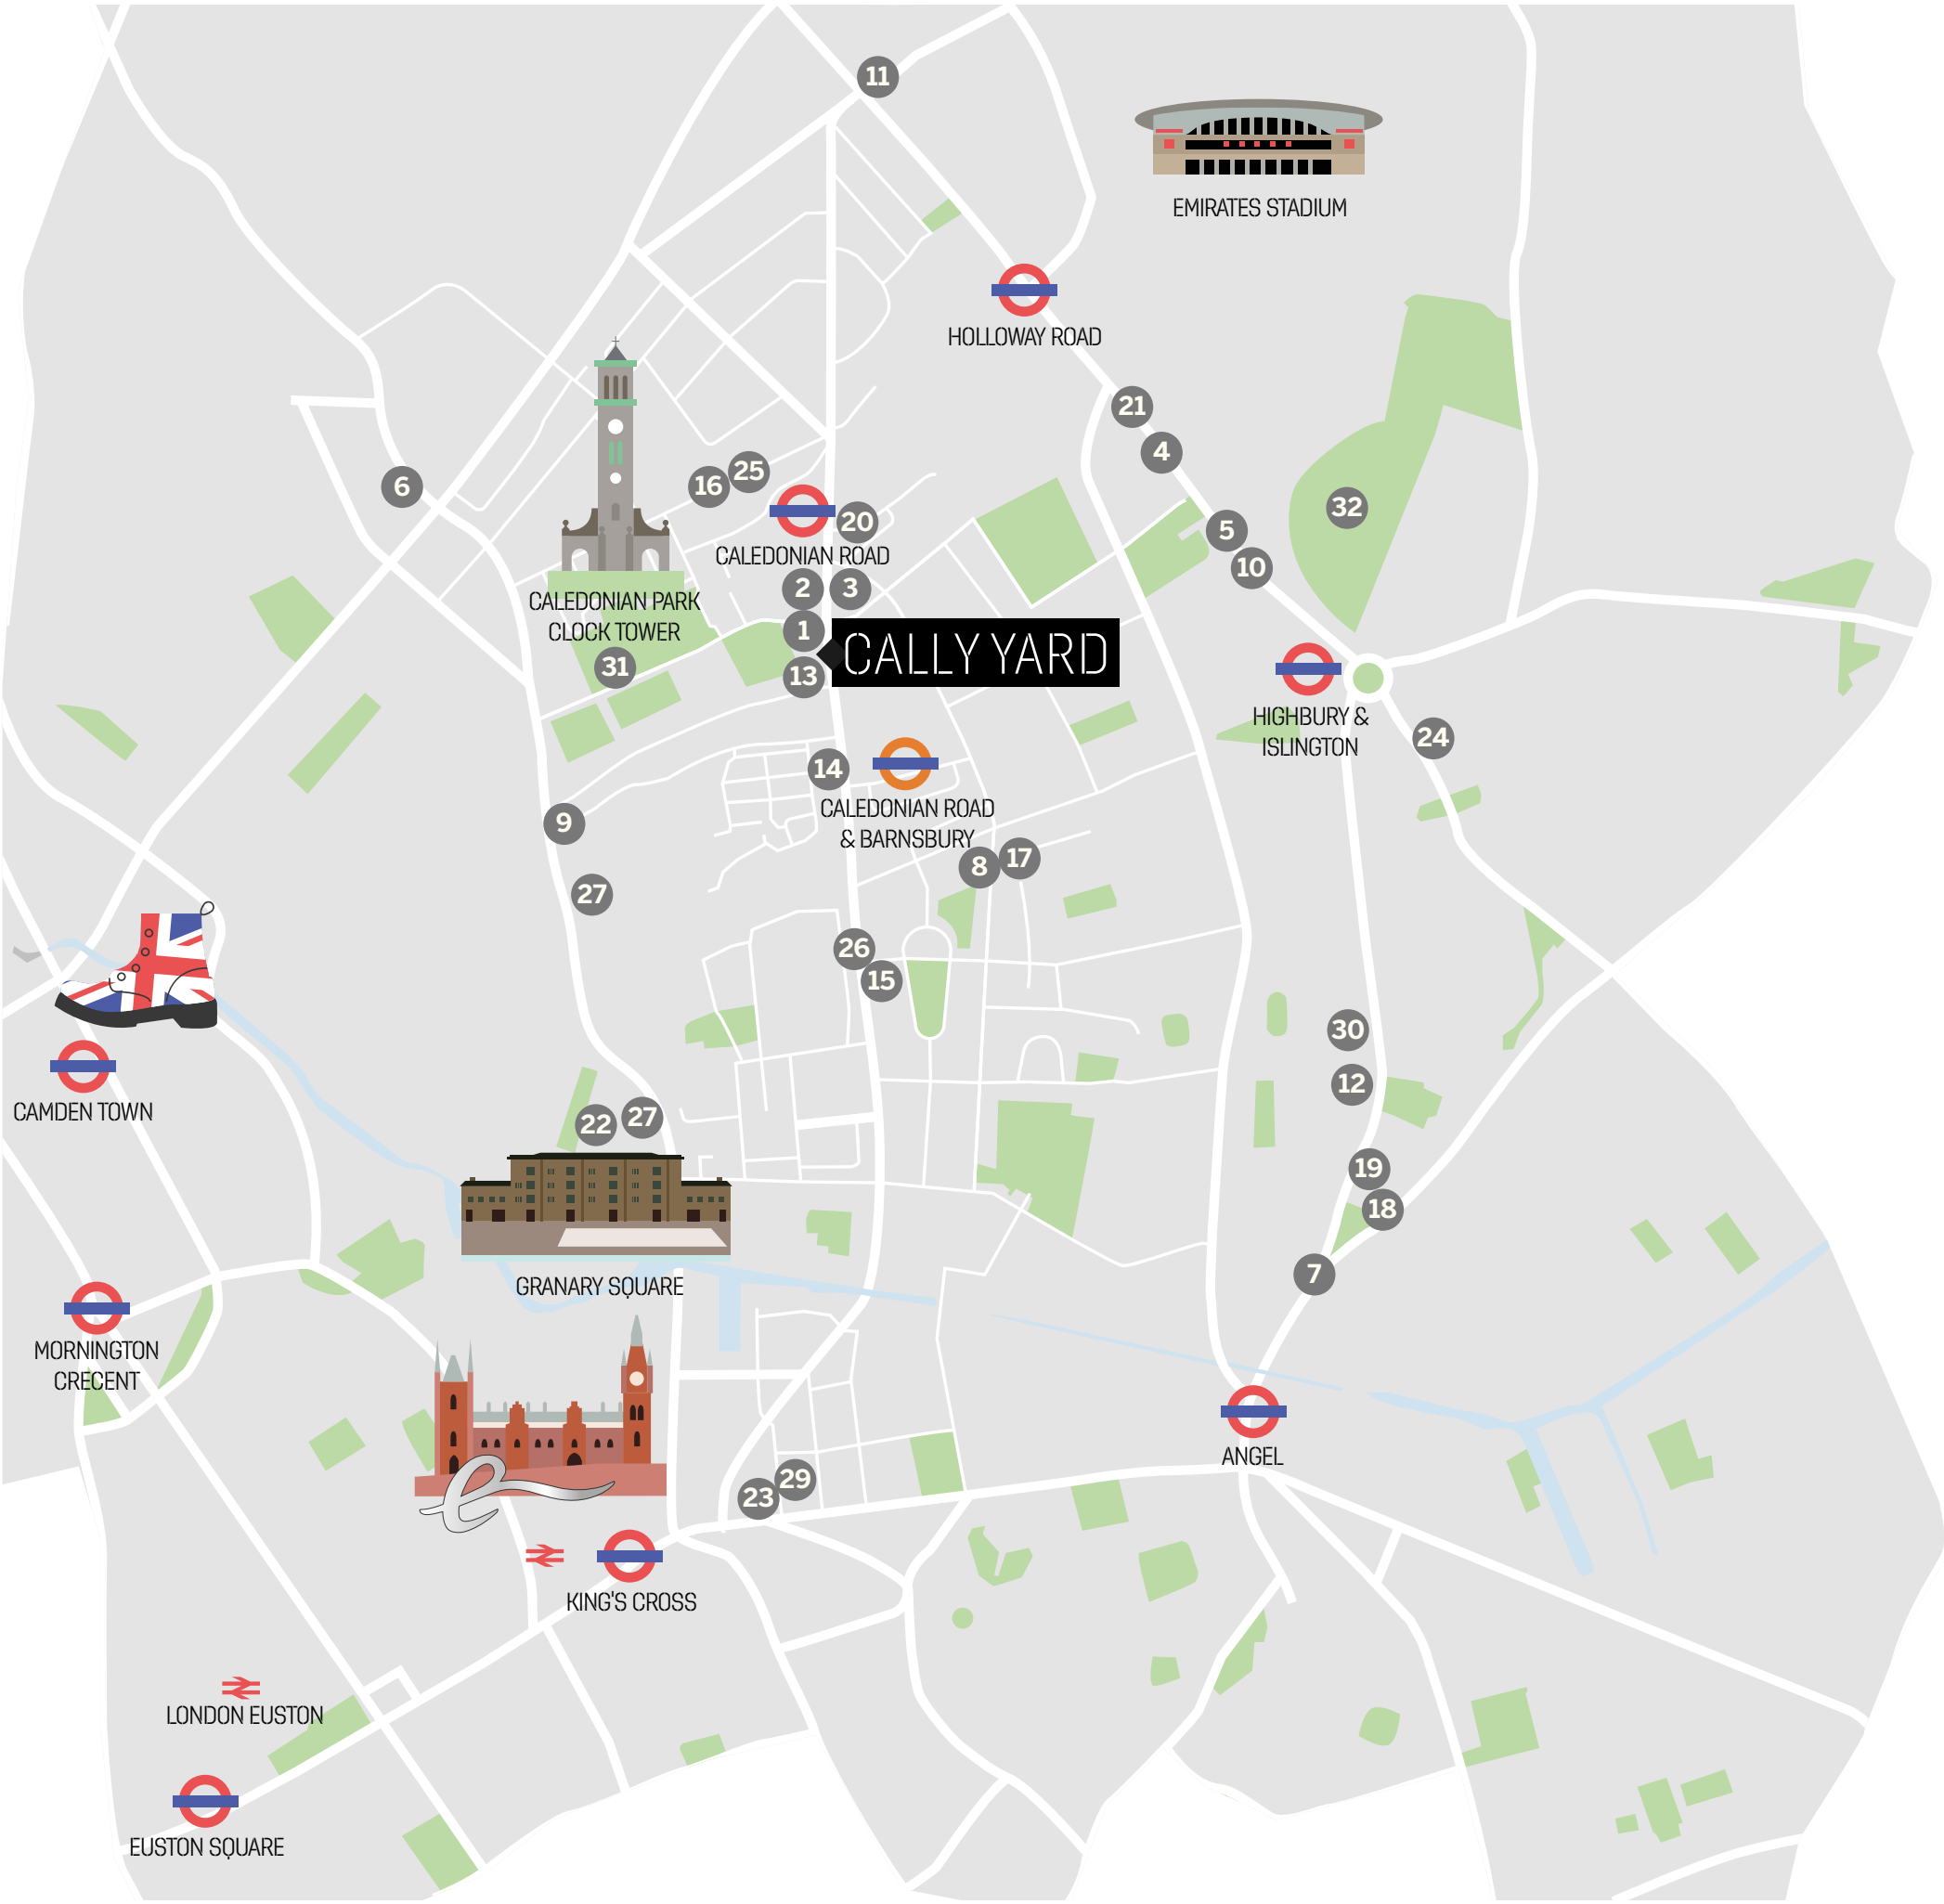 11
EMIRATES STADIUM
HOLLOWAY ROAD
21
4
6
16
25
20
CALEDONIAN ROAD
32
5
10
2
3
CALEDONIAN PARK
CLOCK TOWER
1
CALLY YARD
31
13
HIGHBURY &
ISLINGTON
24
14
CALEDONIAN ROAD
& BARNSBURY
9
8
17
27
26
15
30
CAMDEN TOWN
12
22
27
19
18
GRANARY SQUARE
7
MORNINGTON
CRECENT
ANGEL
e
23
29
KING'S CROSS
LONDON EUSTON
EUSTON SQUARE